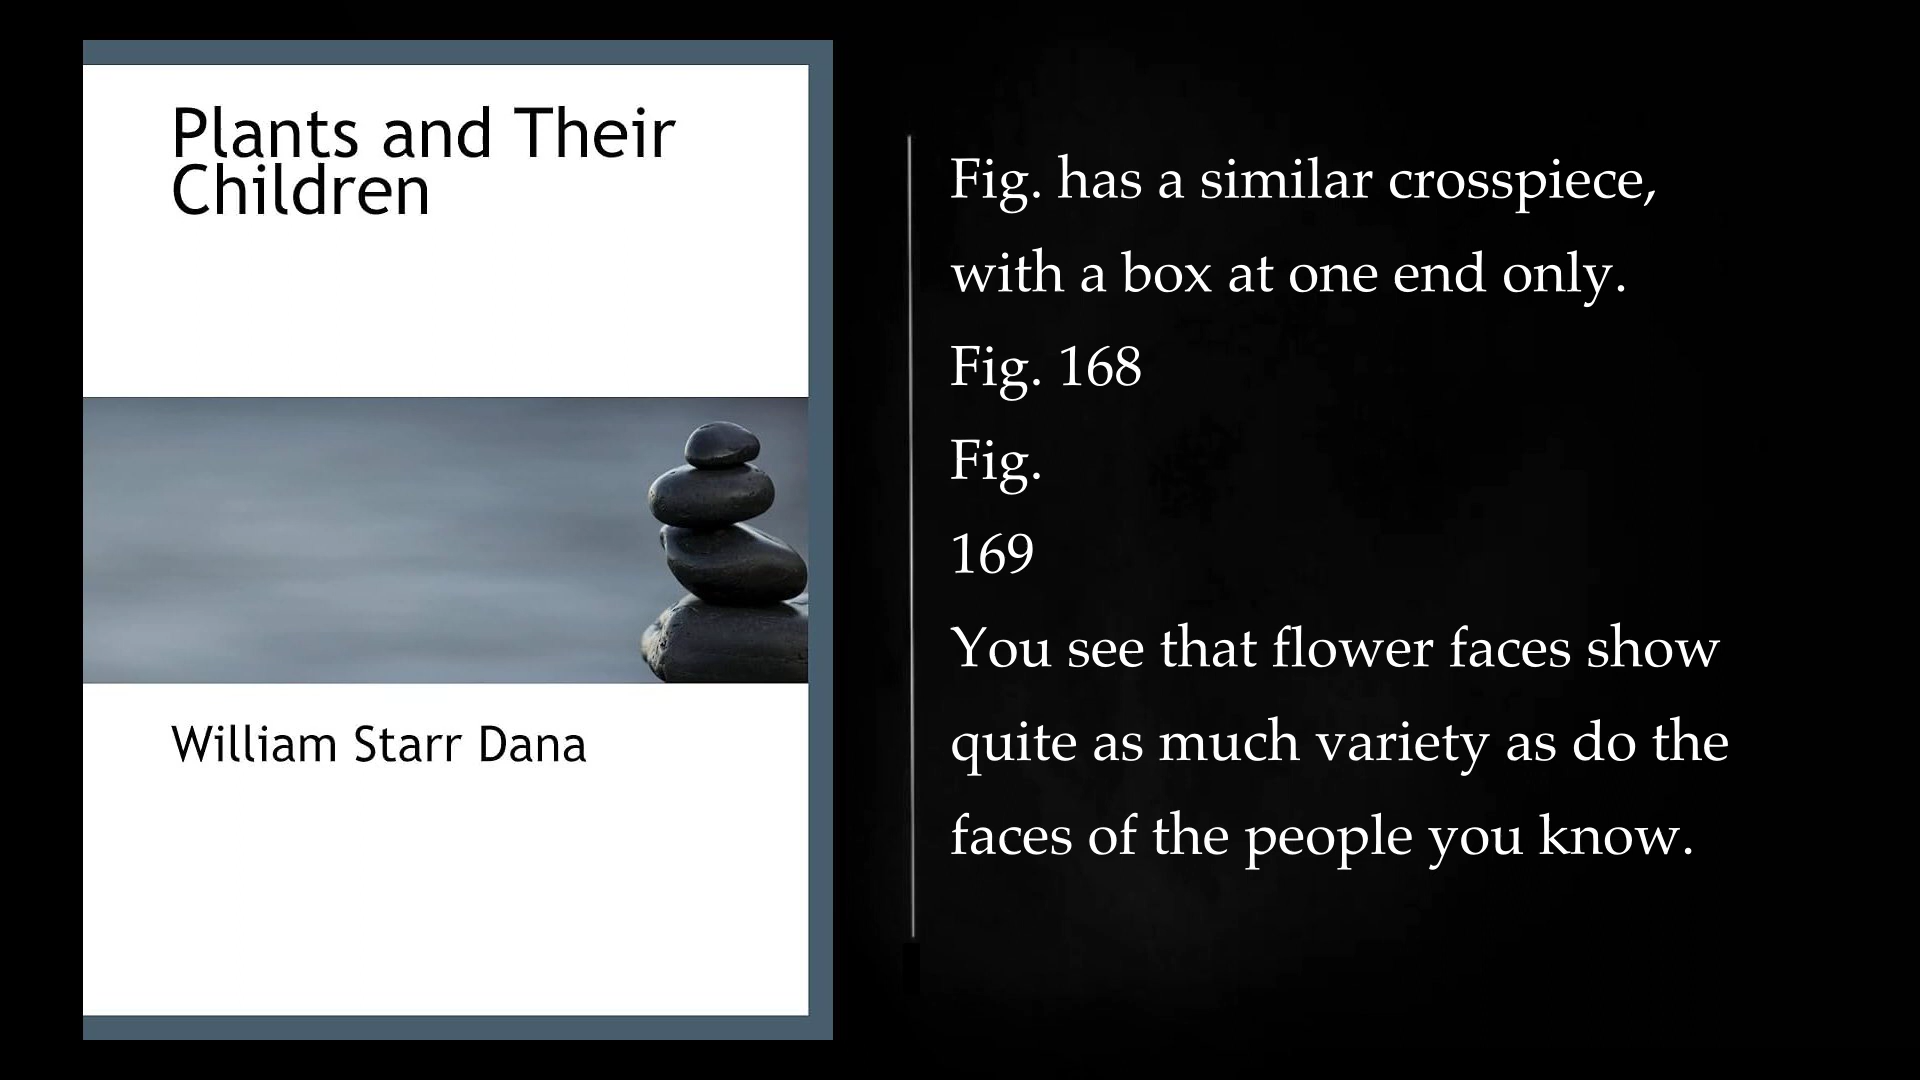 Plants and Their
Children
William Starr Dana
Fig. has a similar crosspiece,
with a box at one end only.
Fig. 168
Fig.
169
You see that flower faces show
quite as much variety as do the
faces of the people you know.